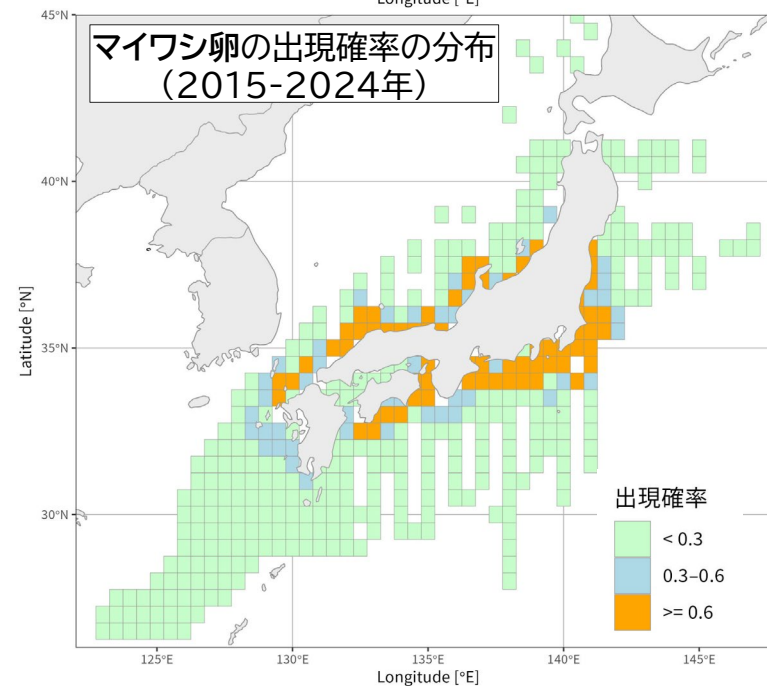 Longitude [°E]
マイワシ卵の出現確率の分布
（2015-2024年）
45°N
40°N
35°N
30°N
Latitude [°N]
出現確率
< 0.3
0.3–0.6
>= 0.6
125°E 130°E 135°E 140°E 145°E
Longitude [°E]